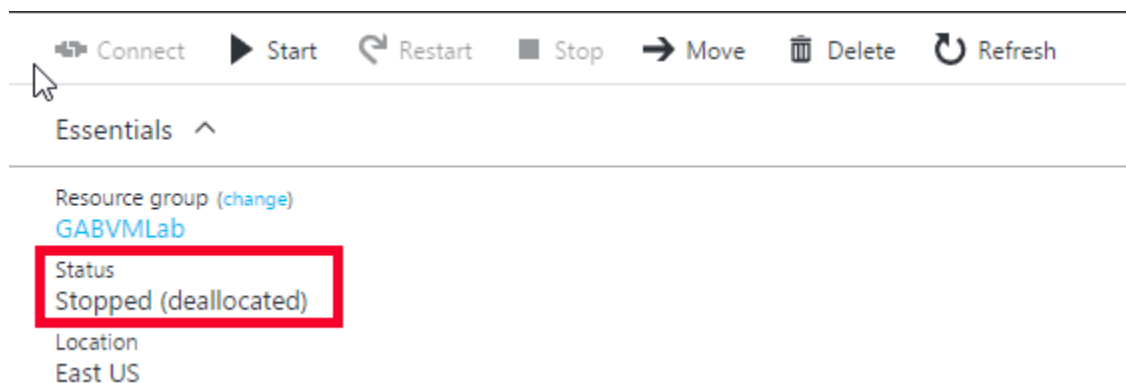 Connect Start Restart Stop Move Delete Refresh
Essentials
Resource group (change)
GABVMLab
Status
Stopped (deallocated)
Location
East US